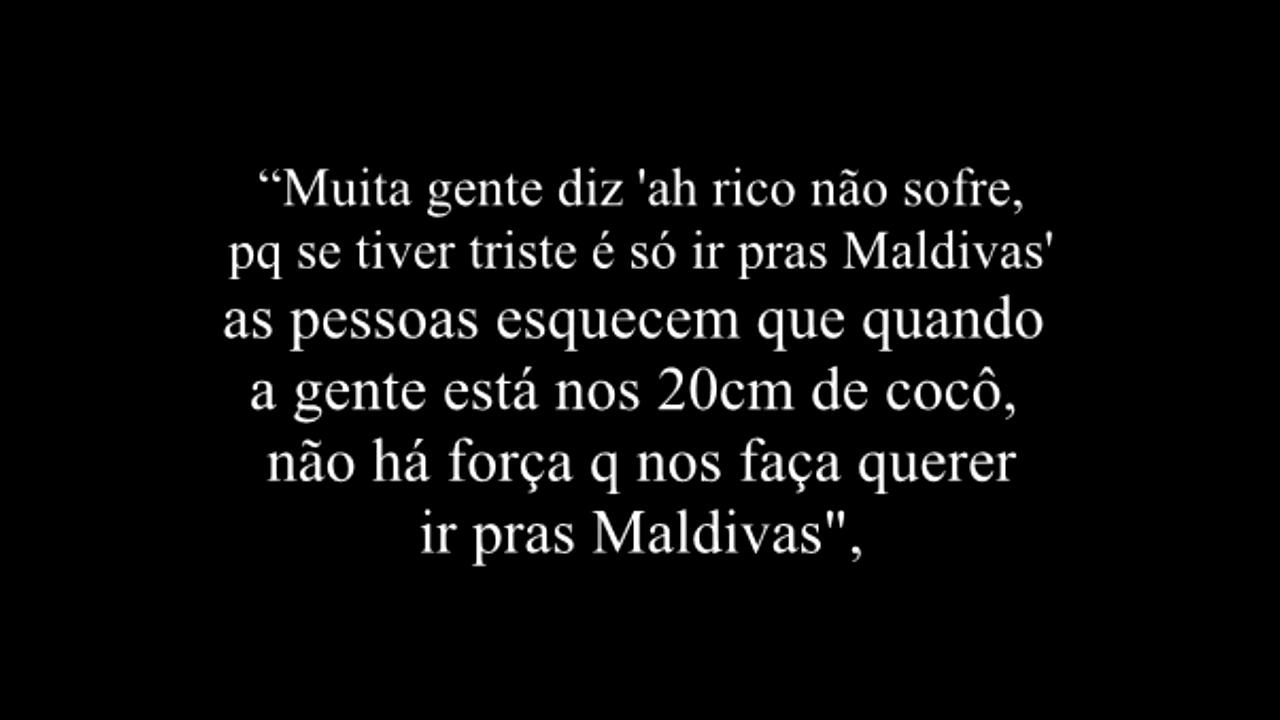 “Muita gente diz 'ah rico não sofre,
pq se tiver triste é só ir pras Maldivas'
as pessoas esquecem que quando
a gente está nos 20cm de cocô,
não há força q nos faça querer
ir pras Maldivas",